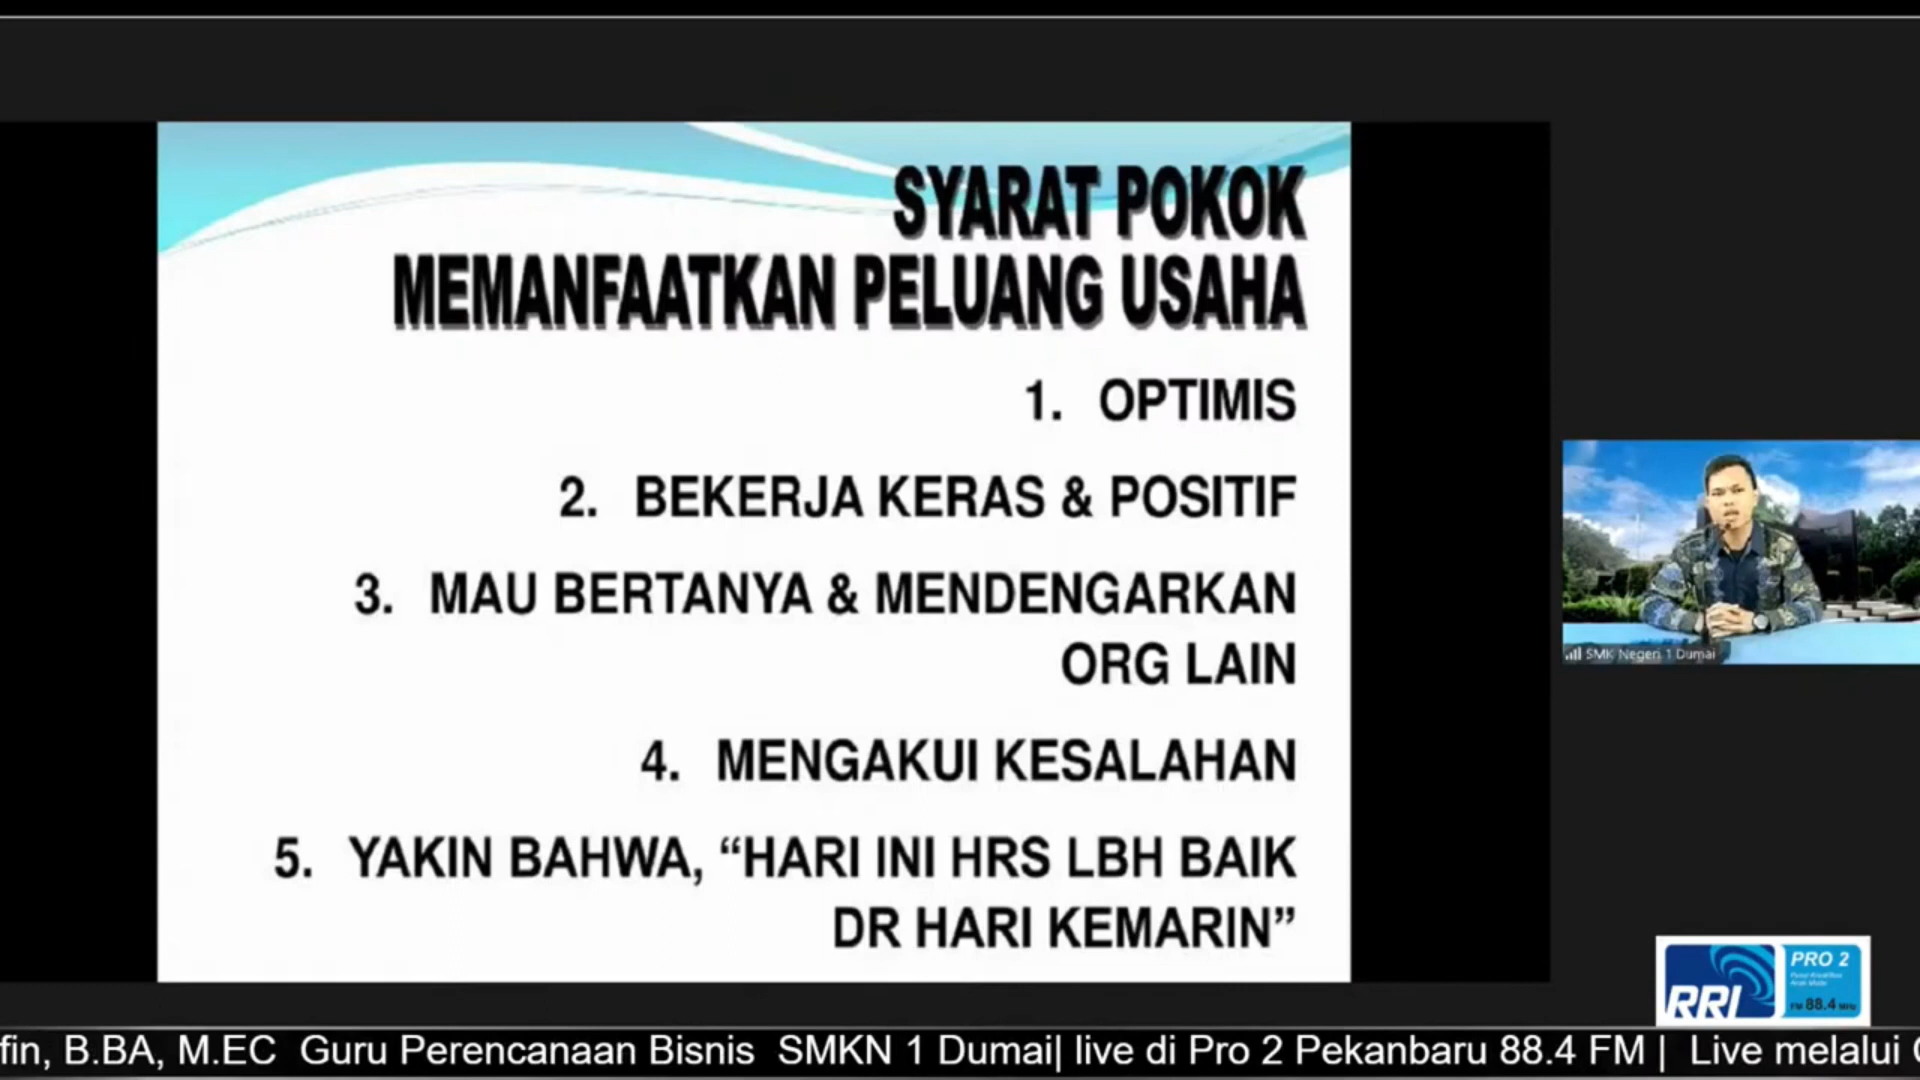 SYARAT POKOK
MEMANFAATKAN PELUANG USAHA
1. OPTIMIS
2. BEKERJA KERAS & POSITIF
3. MAU BERTANYA & MENDENGARKAN
ORG LAIN
4. MENGAKUI KESALAHAN
5. YAKIN BAHWA, “HARI INI HRS LBH BAIK
DR HARI KEMARIN”
SMK Negeri 1 Dumai
RRI
PRO 2
FM 88.4 MHz
fin, B.BA, M.EC Guru Perencanaan Bisnis SMKN 1 Dumai| live di Pro 2 Pekanbaru 88.4 FM | Live melalui